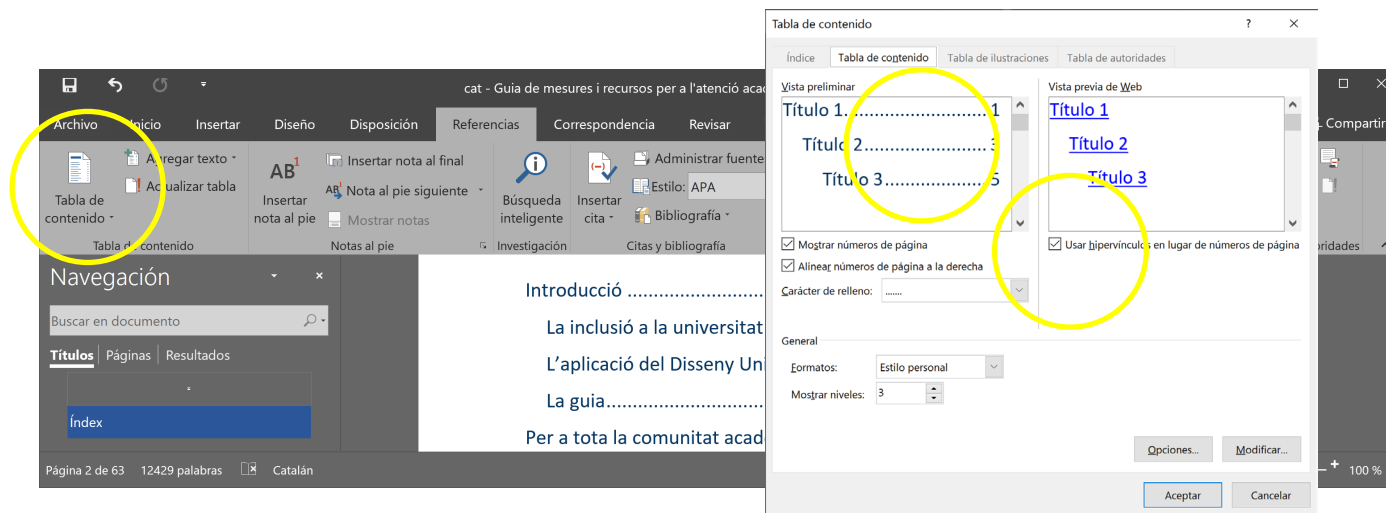 Tabla de contenido ? ×
Índice Tabla de contenido Tabla de ilustraciones Tabla de autoridades
Vista preliminar
Título 1..............................1
Título 2........................3
Título 3....................5
Mostrar números de página
Alinear números de página a la derecha
Carácter de relleno: .......
Vista previa de Web
Título 1
Título 2
Título 3
Usar hipervínculos en lugar de números de página
General
Formatos: Estilo personal
Mostrar niveles: 3
Opciones... Modificar...
Aceptar Cancelar
cat - Guia de mesures i recursos per a l'atenció acad
Archivo Inicio Insertar Diseño Disposición Referencias Correspondencia Revisar Compartir
Tabla de
contenido
Agregar texto
Actualizar tabla
Tabla de contenido
AB1
Insertar
nota al pie
Insertar nota al final
Nota al pie siguiente
Mostrar notas
Notas al pie
Búsqueda
inteligente
Investigación
Insertar
cita
Administrar fuente
Estilo: APA
Bibliografía
Citas y bibliografía
oridades
Navegación
Buscar en documento
Títulos Páginas Resultados
Índex
Introducció ...........................
La inclusió a la universitat
L’aplicació del Disseny Uni
La guia...............................
Per a tota la comunitat acad
Página 2 de 63 12429 palabras Catalán
100 %